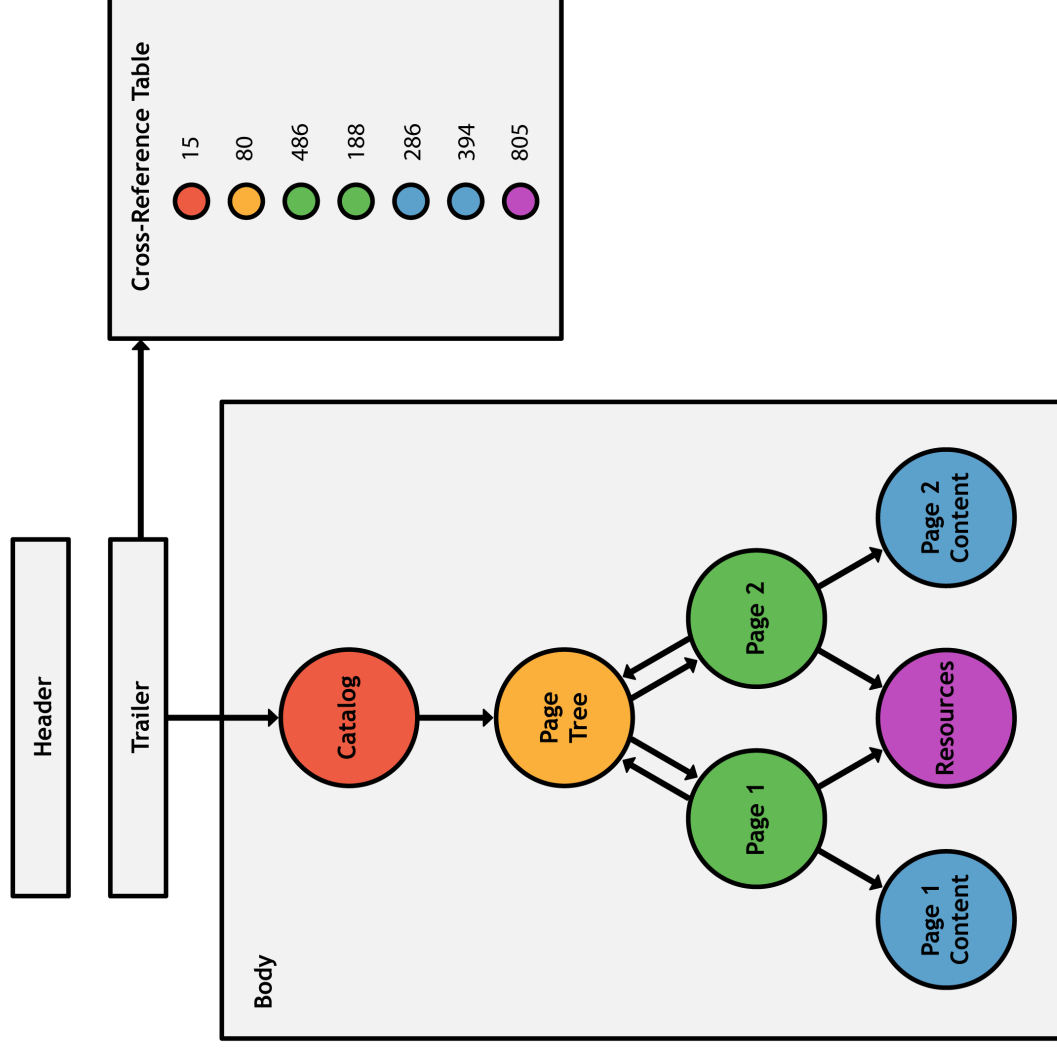 Header
Trailer
Cross-Reference Table
15
80
486
188
286
394
805
Body
Catalog
Page
Tree
Page 1
Page 2
Page 1
Content
Resources
Page 2
Content